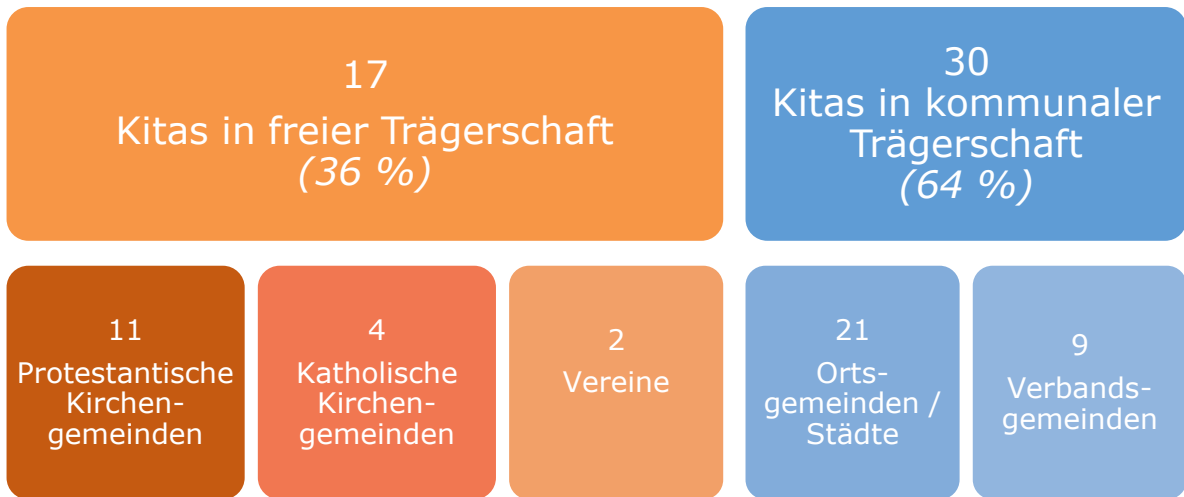 17
Kitas in freier Trägerschaft
(36 %)
30
Kitas in kommunaler
Trägerschaft
(64 %)
11
Protestantische
Kirchen-
gemeinden
4
Katholische
Kirchen-
gemeinden
2
Vereine
21
Orts-
gemeinden /
Städte
9
Verbands-
gemeinden